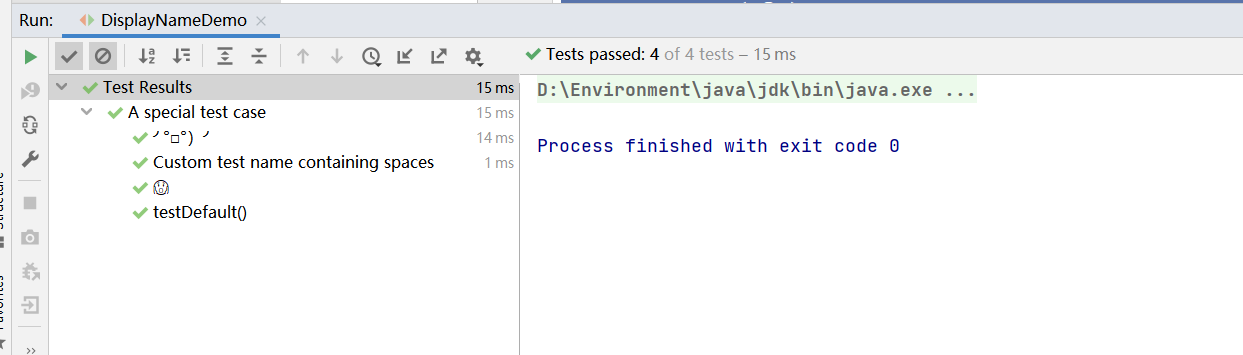 Run: DisplayNameDemo
Tests passed: 4 of 4 tests – 15 ms
Test Results 15 ms
A special test case 15 ms
╯°□°）╯ 14 ms
Custom test name containing spaces 1 ms
😱
testDefault()
D:\Environment\java\jdk\bin\java.exe ...
Process finished with exit code 0